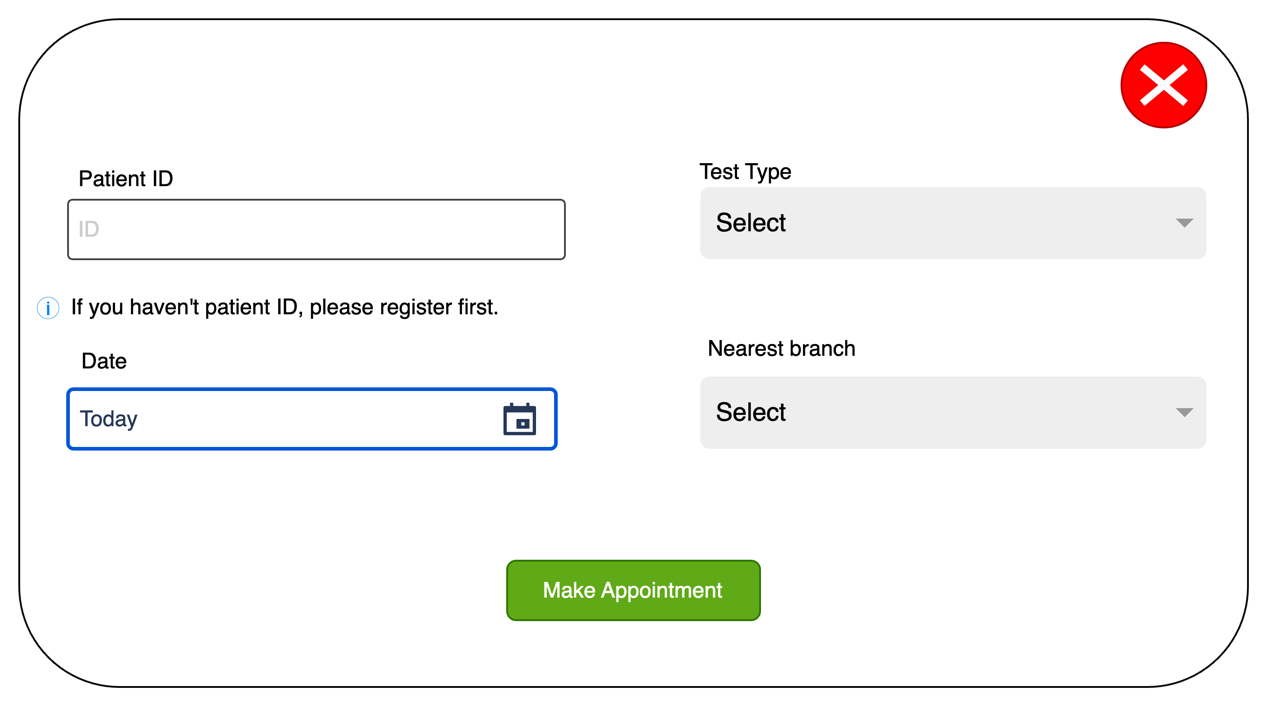 Patient ID
ID
If you haven't patient ID, please register first.
Date
Today
Test Type
Select
Nearest branch
Select
Make Appointment